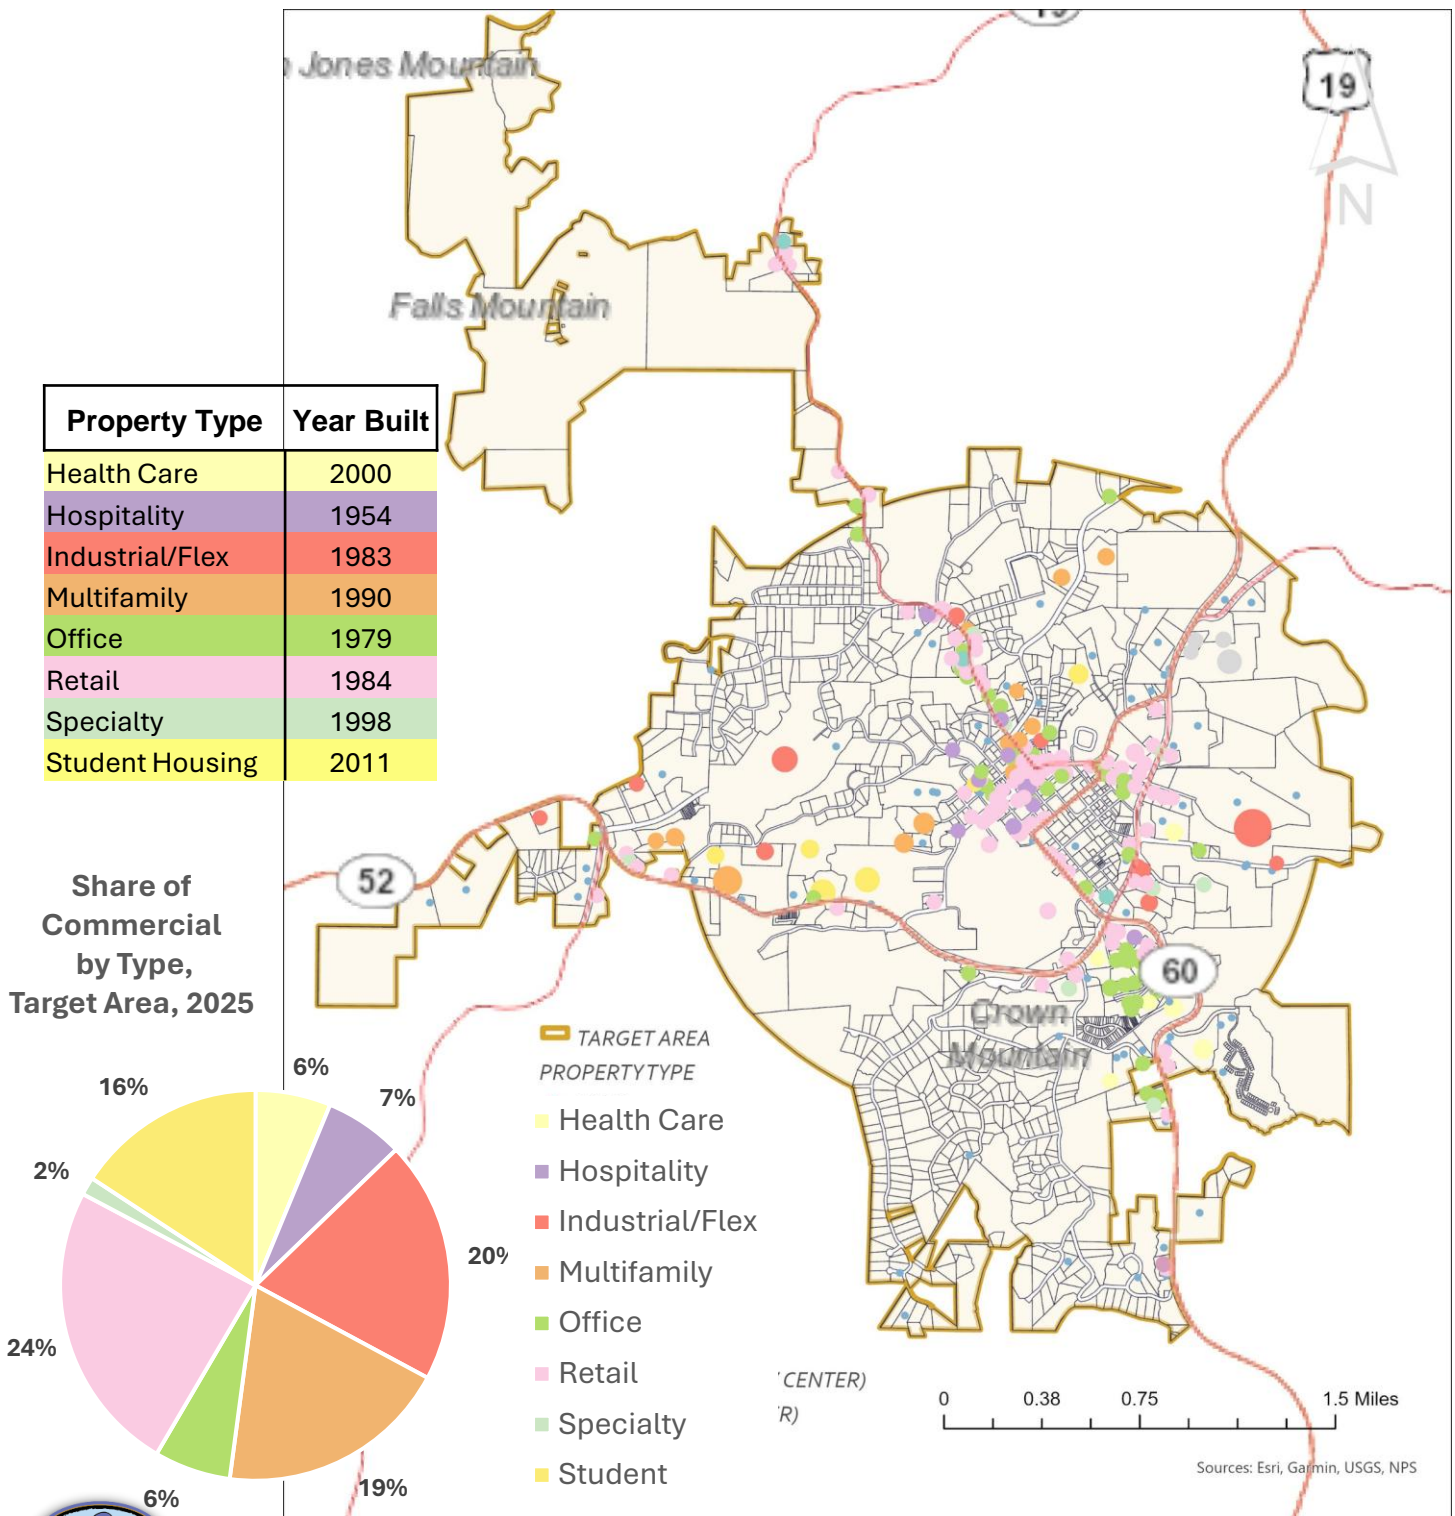 Jones Mountain
19
N
Falls Mountain
Property Type Year Built
Health Care 2000
Hospitality 1954
Industrial/Flex 1983
Multifamily 1990
Office 1979
Retail 1984
Specialty 1998
Student Housing 2011
52
60
Share of
Commercial
by Type,
Target Area, 2025
Crown
Mountain
TARGET AREA
PROPERTY TYPE
Health Care
Hospitality
Industrial/Flex
Multifamily
Office
Retail
Specialty
Student
6%
7%
20%
19%
6%
24%
2%
16%
CENTER)
R)
0 0.38 0.75 1.5 Miles
Sources: Esri, Garmin, USGS, NPS